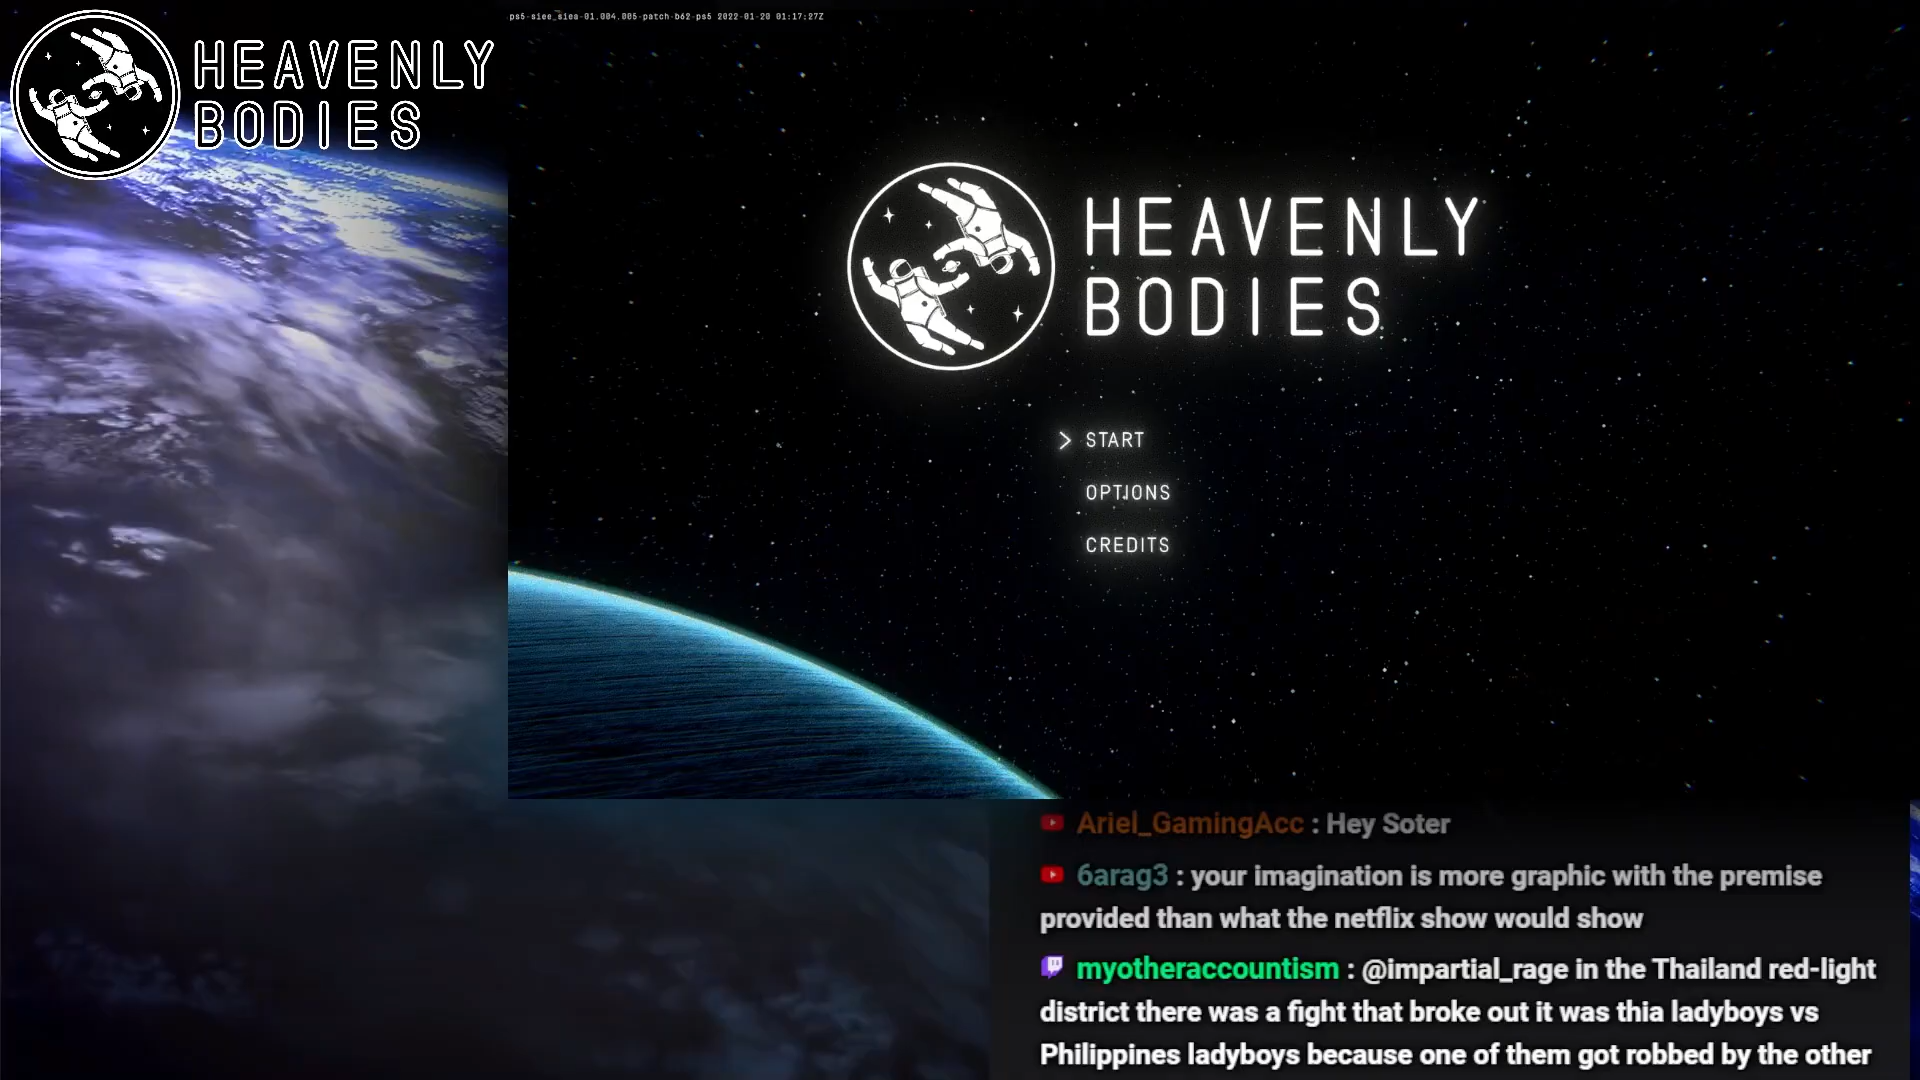 HEAVENLY
BODIES
ps5-siee_siea-01.004.005-patch-b62-ps5 2022-01-20 01:17:27Z
HEAVENLY
BODIES
> START
OPTIONS
CREDITS
Ariel_GamingAcc : Hey Soter
6arag3 : your imagination is more graphic with the premise
provided than what the netflix show would show
myotheraccountism : @impartial_rage in the Thailand red-light
district there was a fight that broke out it was thia ladyboys vs
Philippines ladyboys because one of them got robbed by the other